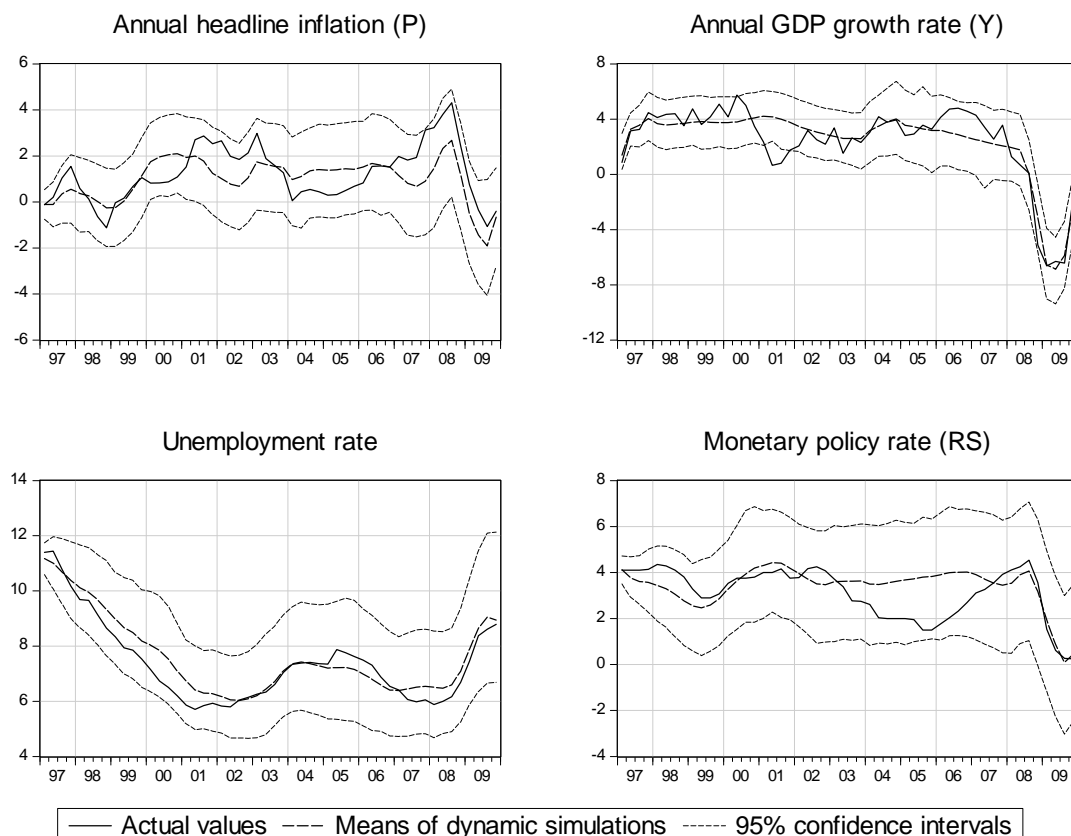 Annual headline inflation (P)
6
4
2
0
-2
-4
-6
97 98 99 00 01 02 03 04 05 06 07 08 09
Annual GDP growth rate (Y)
8
4
0
-4
-8
-12
97 98 99 00 01 02 03 04 05 06 07 08 09
Unemployment rate
14
12
10
8
6
4
97 98 99 00 01 02 03 04 05 06 07 08 09
Monetary policy rate (RS)
8
6
4
2
0
-2
-4
97 98 99 00 01 02 03 04 05 06 07 08 09
Actual values Means of dynamic simulations 95% confidence intervals